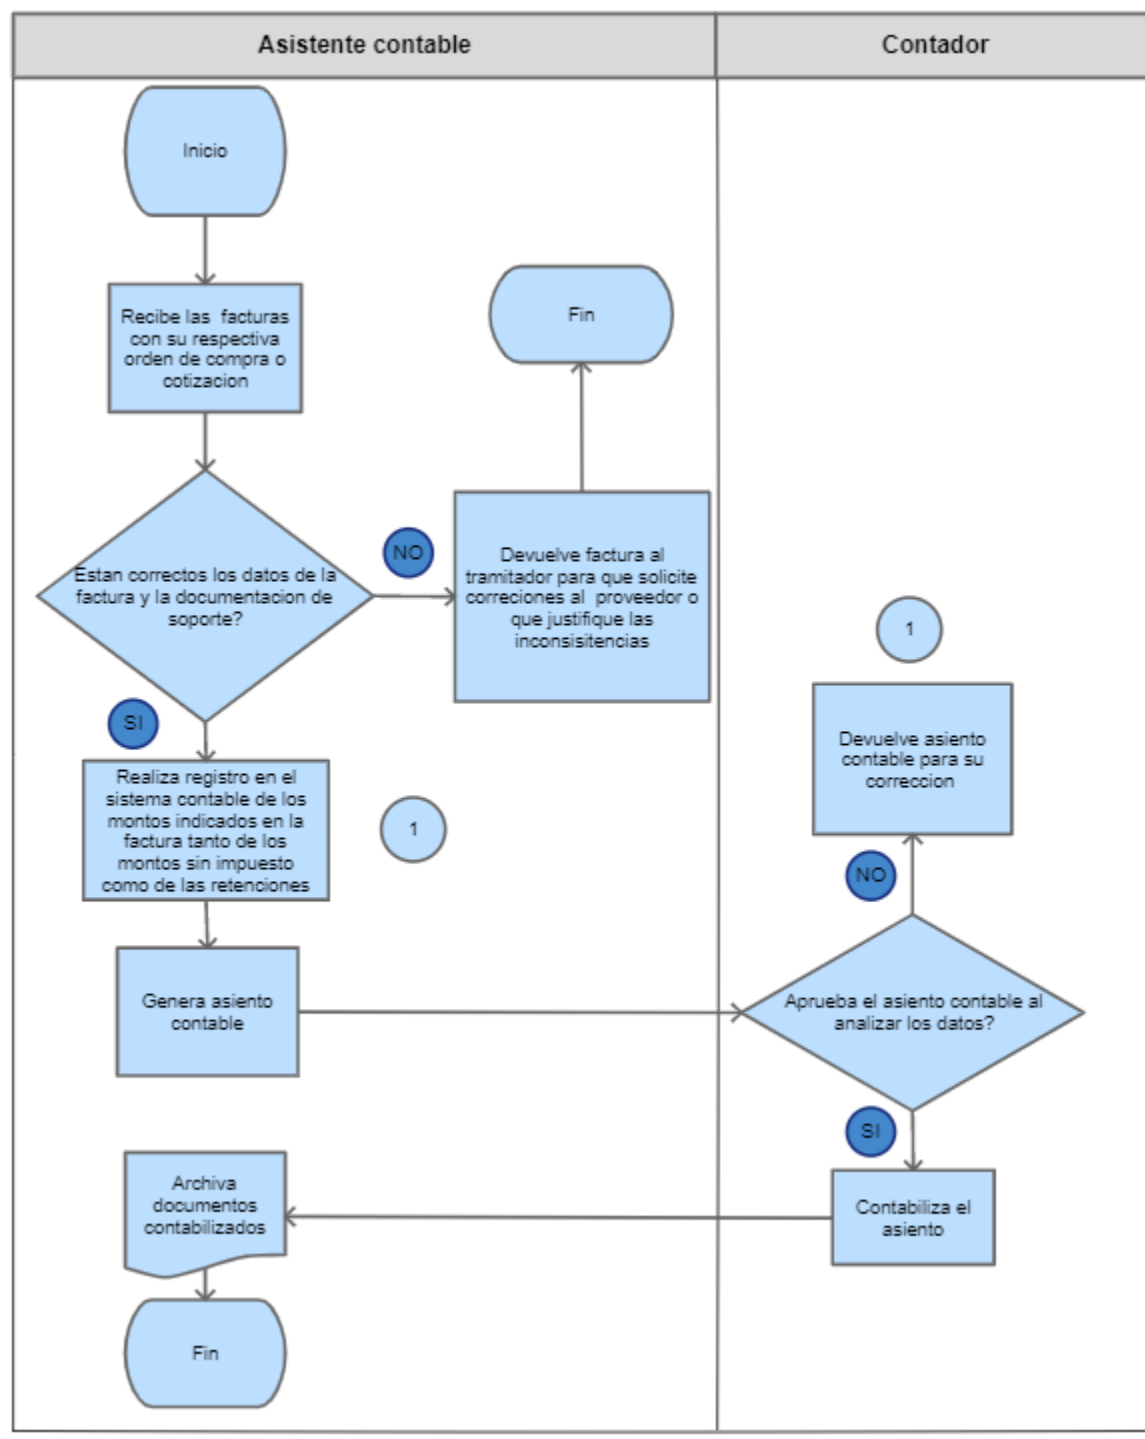 Asistente contable
Contador
Inicio
Recibe las facturas
con su respectiva
orden de compra o
cotizacion
Fin
Estan correctos los datos de la
factura y la documentacion de
soporte?
NO
Devuelve factura al
tramitador para que solicite
correciones al proveedor o
que justifique las
inconsisitencias
SI
Realiza registro en el
sistema contable de los
montos indicados en la
factura tanto de los
montos sin impuesto
como de las retenciones
1
Genera asiento
contable
1
Devuelve asiento
contable para su
correccion
NO
Aprueba el asiento contable al
analizar los datos?
SI
Contabiliza el
asiento
Archiva
documentos
contabilizados
Fin